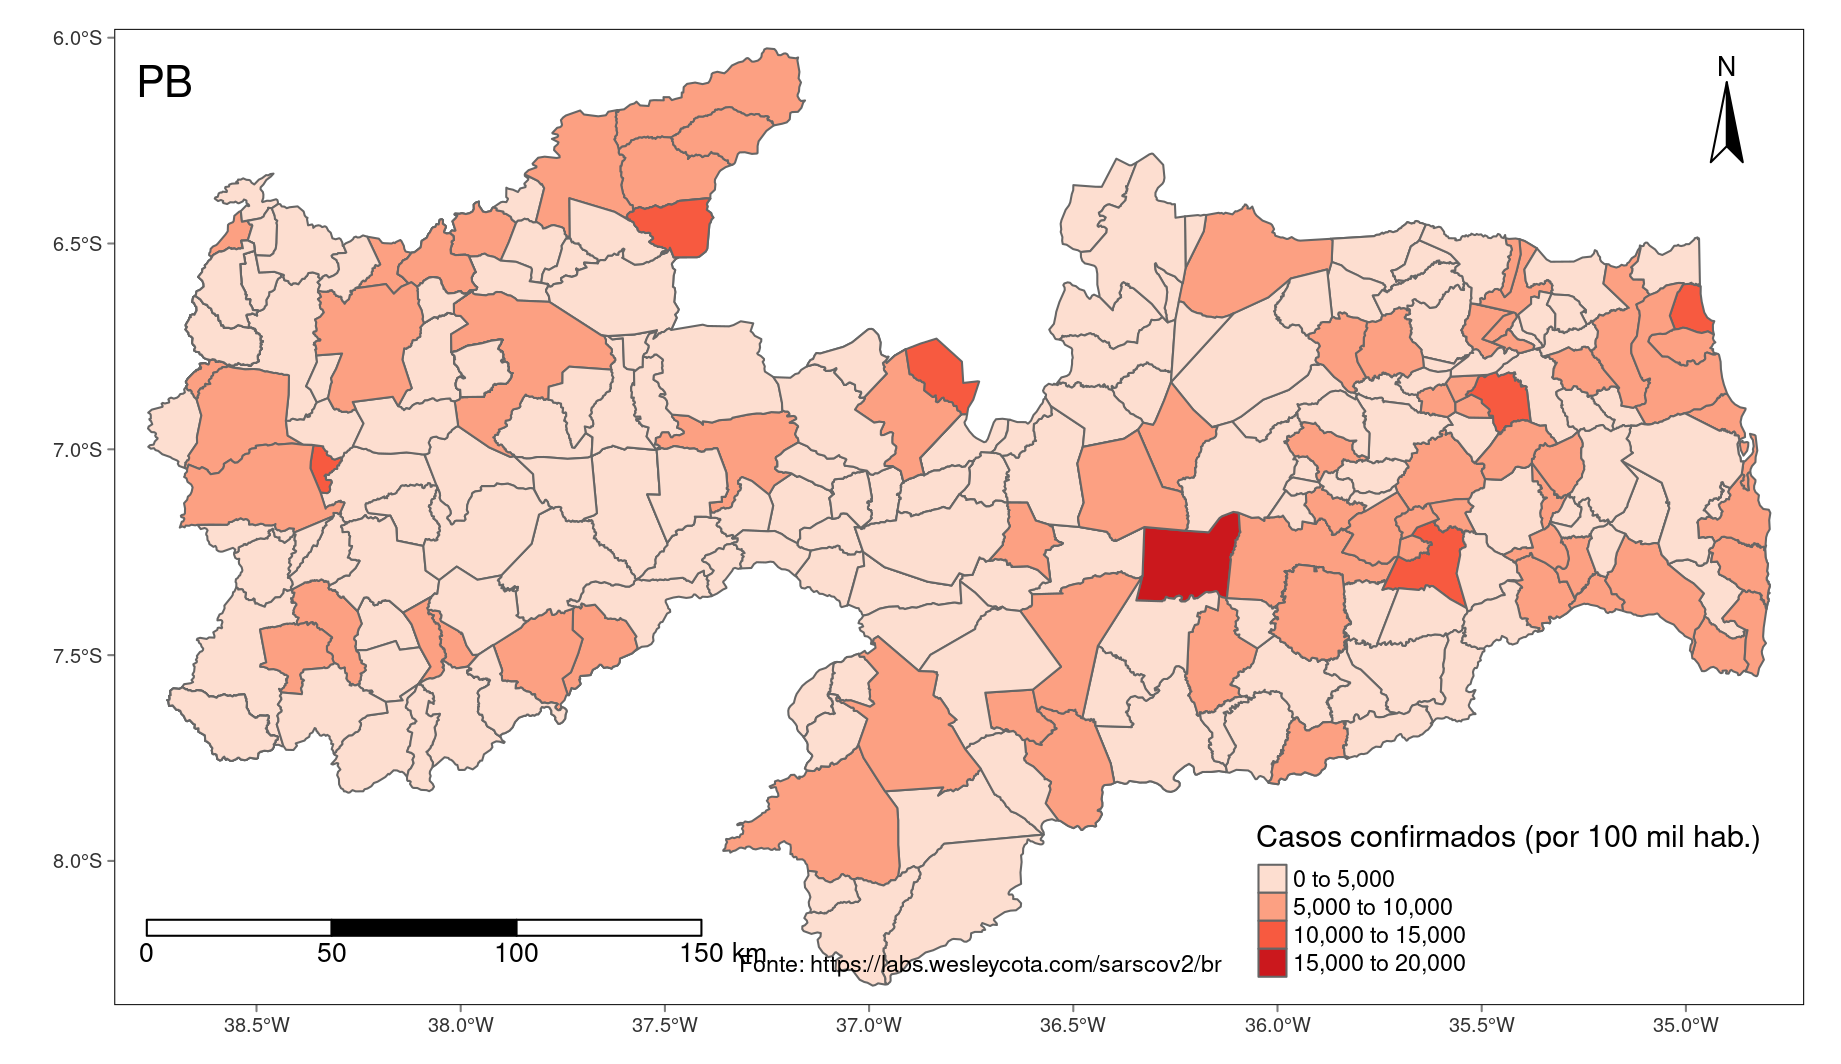 6.0°S
PB
N
6.5°S
7.0°S
7.5°S
8.0°S
Casos confirmados (por 100 mil hab.)
0 to 5,000
5,000 to 10,000
10,000 to 15,000
15,000 to 20,000
0 50 100 150 km
Fonte: https://labs.wesleycota.com/sarscov2/br
38.5°W 38.0°W 37.5°W 37.0°W 36.5°W 36.0°W 35.5°W 35.0°W